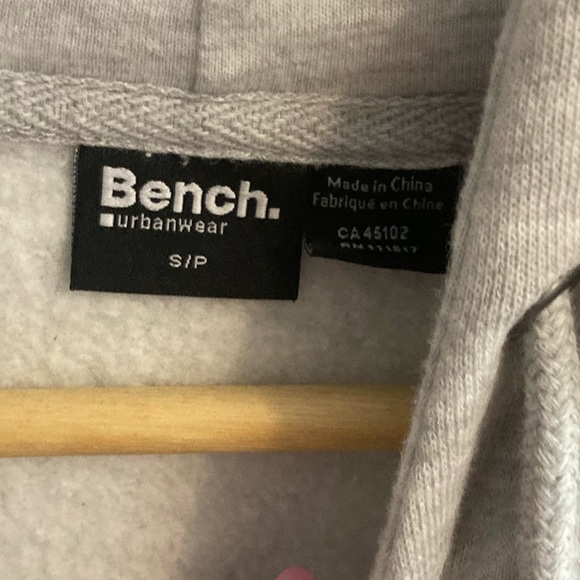 Bench.
urbanwear
S/P
Made in China
Fabriqué en Chine
CA 45102